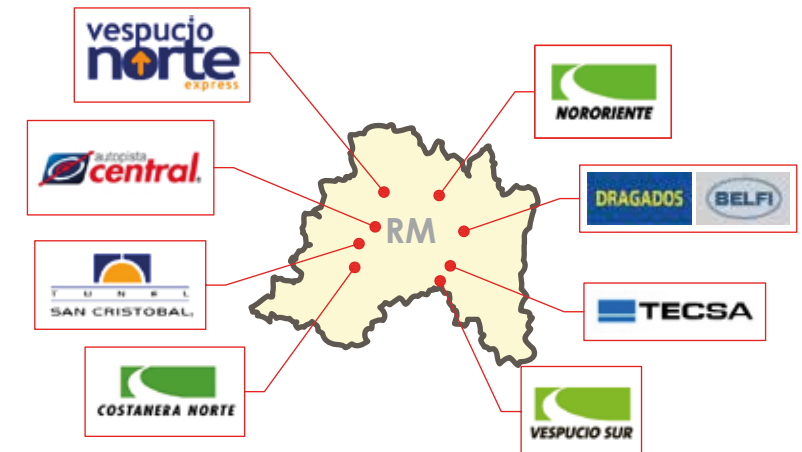 vespucio
norte
express
NORORIENTE
autopista
central.
DRAGADOS
BELFI
RM
TUNEL
SAN CRISTOBAL.
TECSA
COSTANERA NORTE
VESPUCIO SUR